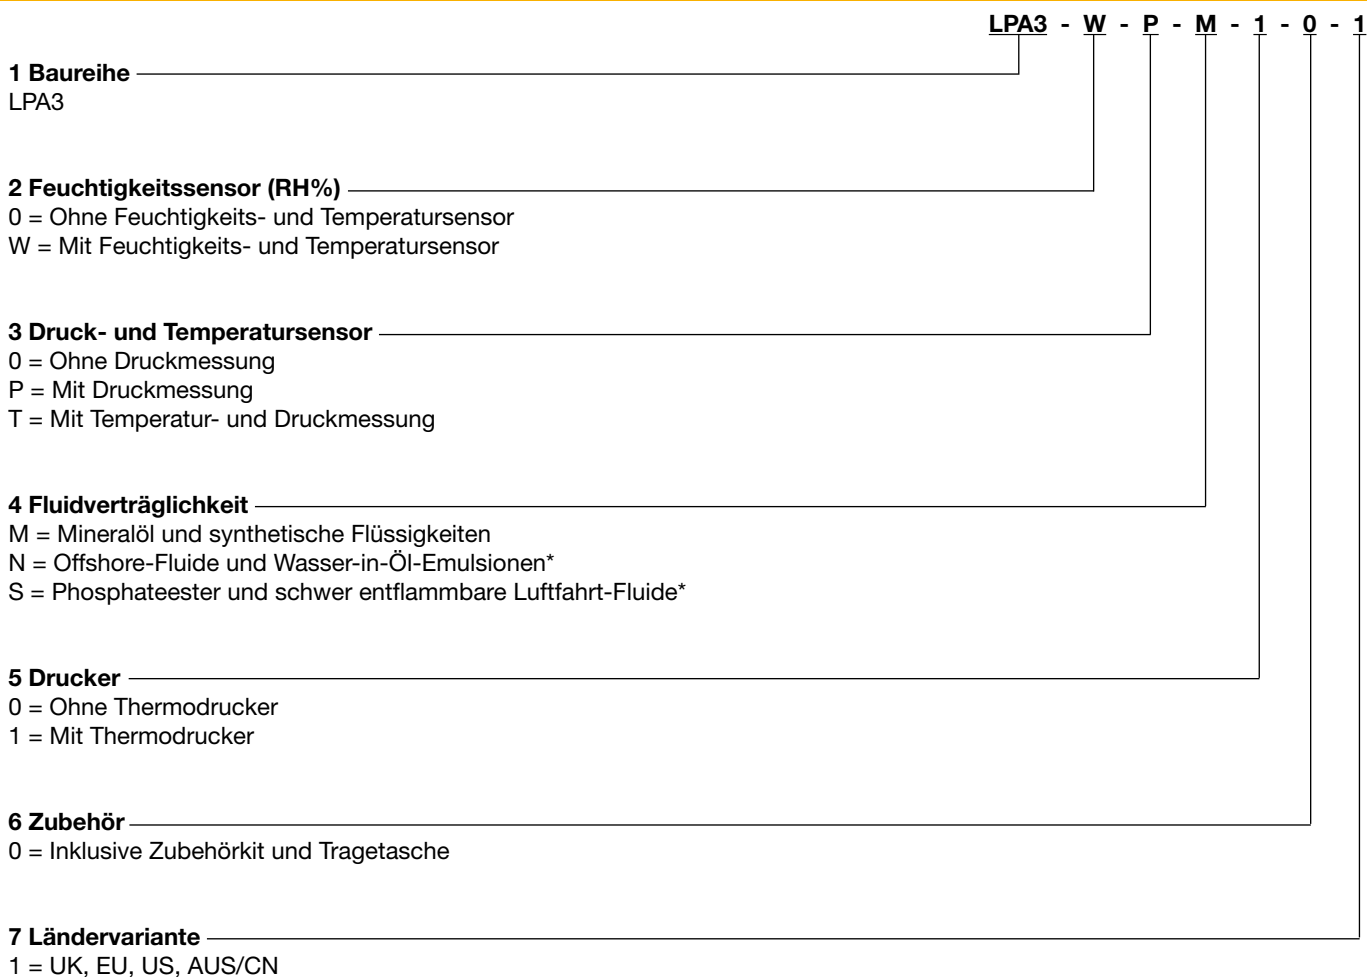 LPA3 - W - P - M - 1 - 0 - 1
1 Baureihe
LPA3
2 Feuchtigkeitssensor (RH%)
0 = Ohne Feuchtigkeits- und Temperatursensor
W = Mit Feuchtigkeits- und Temperatursensor
3 Druck- und Temperatursensor
0 = Ohne Druckmessung
P = Mit Druckmessung
T = Mit Temperatur- und Druckmessung
4 Fluidverträglichkeit
M = Mineralöl und synthetische Flüssigkeiten
N = Offshore-Fluide und Wasser-in-Öl-Emulsionen*
S = Phosphateester und schwer entflammbare Luftfahrt-Fluide*
5 Drucker
0 = Ohne Thermodrucker
1 = Mit Thermodrucker
6 Zubehör
0 = Inklusive Zubehörkit und Tragetasche
7 Ländervariante
1 = UK, EU, US, AUS/CN